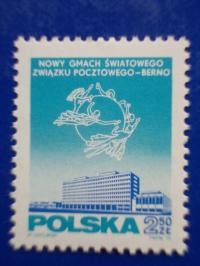 NOWY GMACH ŚWIATOWEGO
ZWIĄZKU POCZTOWEGO–BERNO
POLSKA 2,50 ZŁ